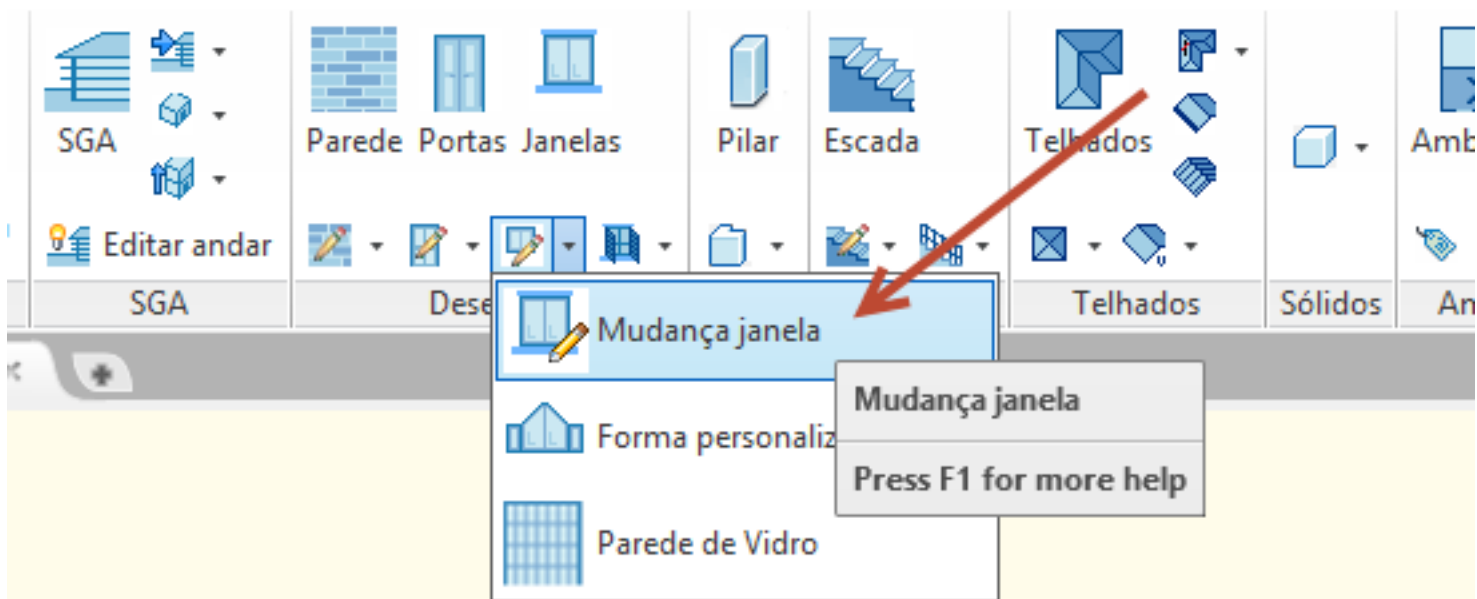 SGA
Parede
Portas
Janelas
Pilar
Escada
Telhados
Amb
Editar andar
SGA
Dese
Telhados
Sólidos
Am
Mudança janela
Mudança janela
Forma personaliz
Press F1 for more help
Parede de Vidro